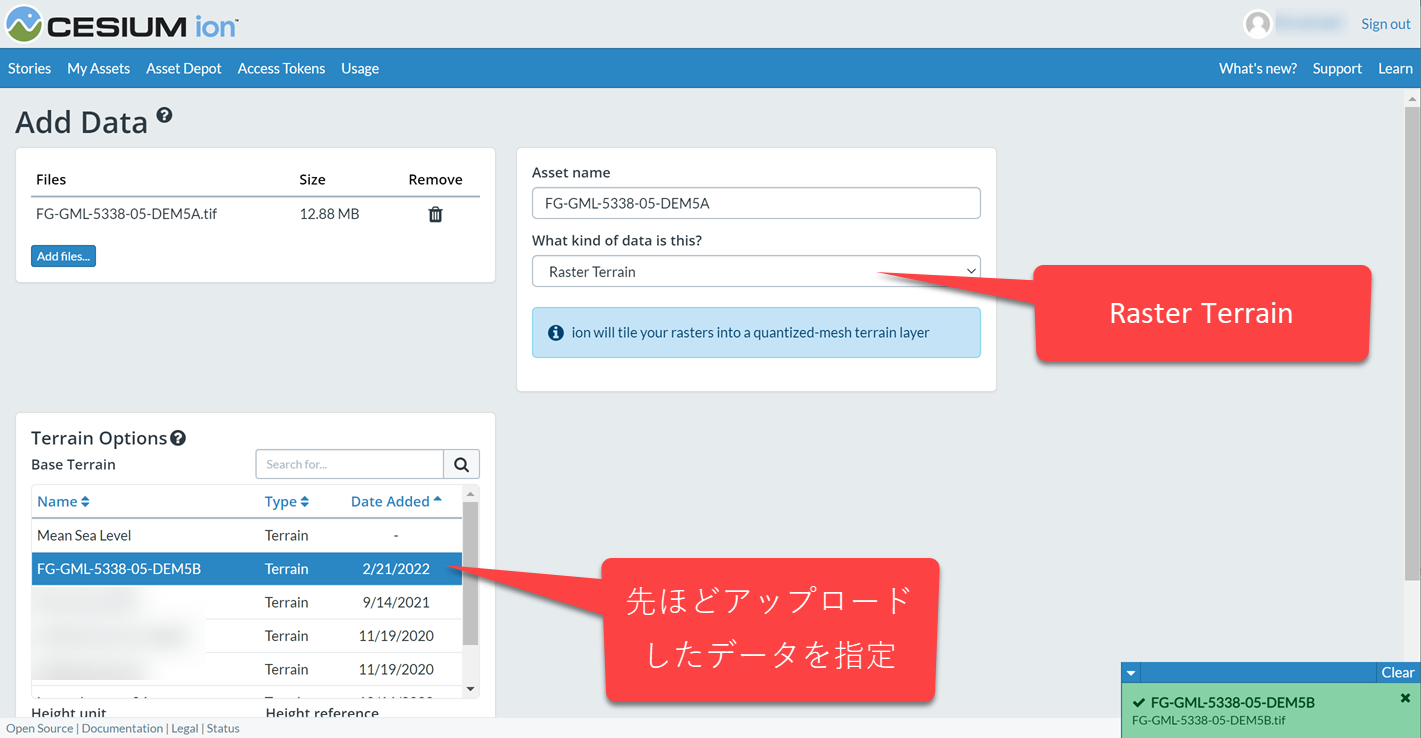 CESIUM ion™
Sign out
Stories My Assets Asset Depot Access Tokens Usage
What's new? Support Learn
Add Data ?
Files Size Remove
FG-GML-5338-05-DEM5A.tif 12.88 MB
Add files...
Asset name
FG-GML-5338-05-DEM5A
What kind of data is this?
Raster Terrain
ion will tile your rasters into a quantized-mesh terrain layer
Raster Terrain
Terrain Options ?
Base Terrain
Search for...
Name Type Date Added
Mean Sea Level Terrain -
FG-GML-5338-05-DEM5B Terrain 2/21/2022
Terrain 9/14/2021
Terrain 11/19/2020
Terrain 11/19/2020
Height unit Height reference
先ほどアップロード
したデータを指定
Clear
FG-GML-5338-05-DEM5B
FG-GML-5338-05-DEM5B.tif
Open Source | Documentation | Legal | Status